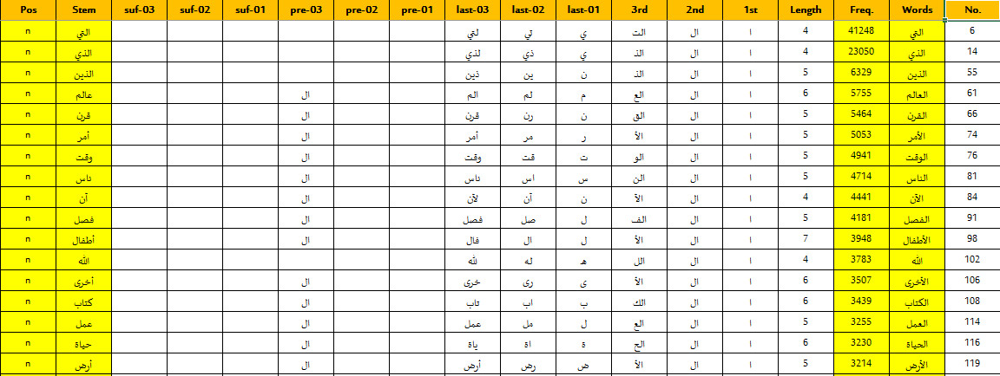 No. Words Freq. Length 1st 2nd 3rd last-01 last-02 last-03 pre-01 pre-02 pre-03 suf-01 suf-02 suf-03 Stem Pos
6 التي 41248 4 ا ال الت ي تي لتي التي n
14 الذي 23050 4 ا ال الذ ي ذي لذي الذي n
55 الذين 6329 5 ا ال الذ ن ين ذين الذين n
61 العالم 5755 6 ا ال الع م لم الم ال عالم n
66 القرن 5464 5 ا ال الق ن رن قرن ال قرن n
74 الأمر 5053 5 ا ال الأ ر مر أمر ال أمر n
76 الوقت 4941 5 ا ال الو ت قت وقت ال وقت n
81 الناس 4714 5 ا ال الن س اس ناس ال ناس n
84 الآن 4441 4 ا ال الآ ن آن لآن ال آن n
91 الفصل 4181 5 ا ال الف ل صل فصل ال فصل n
98 الأطفال 3948 7 ا ال الأ ل ال فال ال أطفال n
102 الله 3783 4 ا ال الل ه له لله الله n
106 الأخرى 3507 6 ا ال الأ ى رى خرى ال أخرى n
108 الكتاب 3439 6 ا ال الك ب اب تاب ال كتاب n
114 العمل 3255 5 ا ال الع ل مل عمل ال عمل n
116 الحياة 3230 6 ا ال الح ة اة ياة ال حياة n
119 الأرض 3214 5 ا ال الأ ض رض أرض ال أرض n